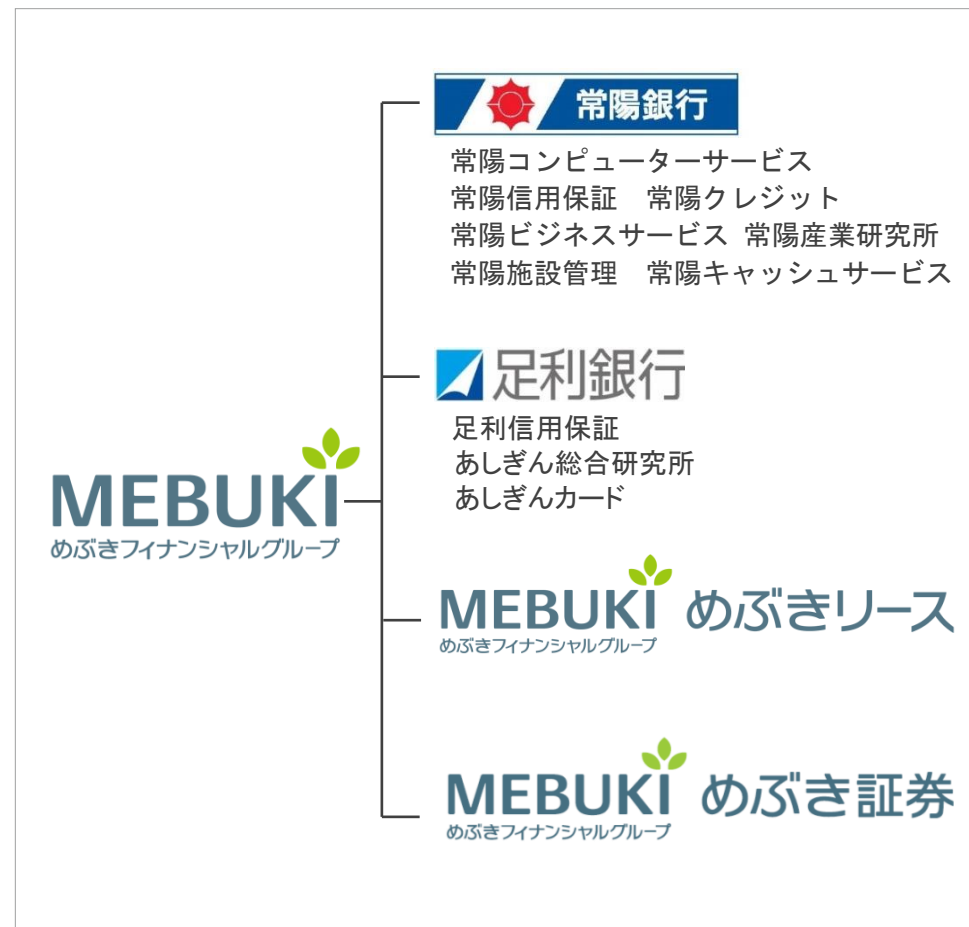 常陽銀行
常陽コンピューターサービス
常陽信用保証　常陽クレジット
常陽ビジネスサービス 常陽産業研究所
常陽施設管理　常陽キャッシュサービス
足利銀行
足利信用保証
あしぎん総合研究所
あしぎんカード
MEBUKI
めぶきフィナンシャルグループ
MEBUKI めぶきリース
めぶきフィナンシャルグループ
MEBUKI めぶき証券
めぶきフィナンシャルグループ